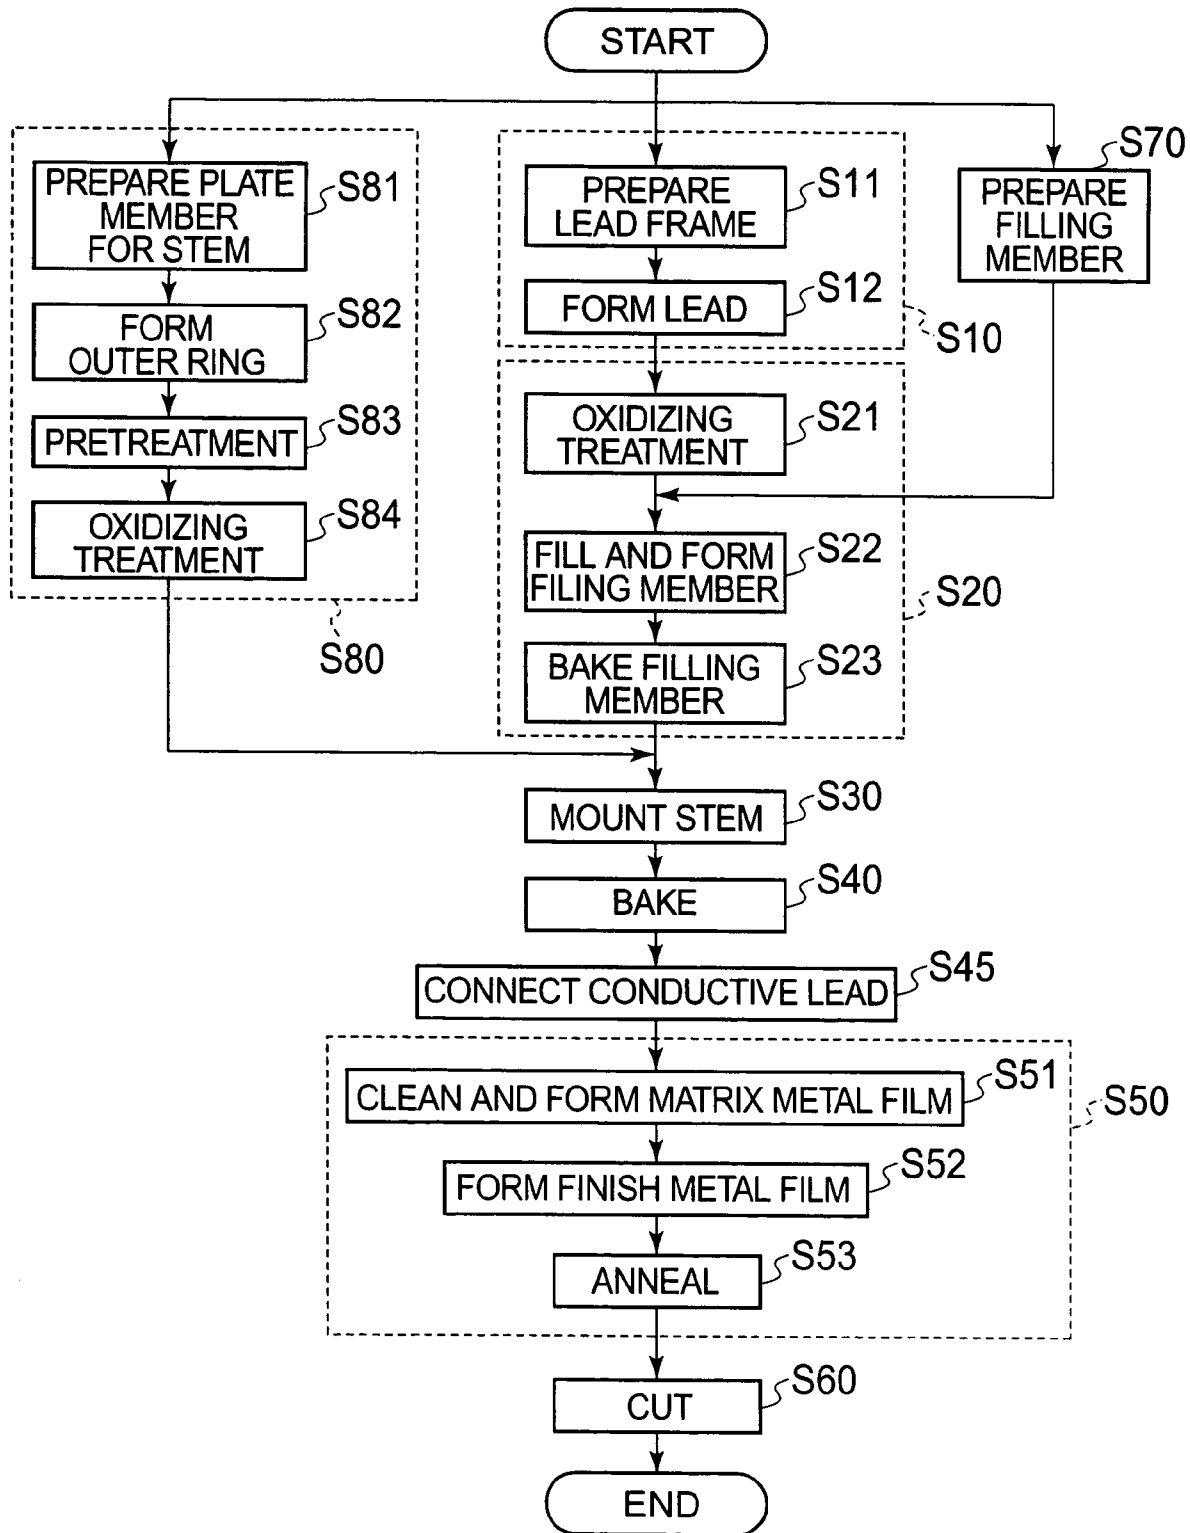 START
PREPARE PLATE
MEMBER
FOR STEM
S81
FORM
OUTER RING
S82
PRETREATMENT
S83
OXIDIZING
TREATMENT
S84
S80
PREPARE
LEAD FRAME
S11
FORM LEAD
S12
S10
S70
PREPARE
FILLING
MEMBER
OXIDIZING
TREATMENT
S21
FILL AND FORM
FILING MEMBER
S22
BAKE FILLING
MEMBER
S23
S20
MOUNT STEM
S30
BAKE
S40
CONNECT CONDUCTIVE LEAD
S45
CLEAN AND FORM MATRIX METAL FILM
S51
FORM FINISH METAL FILM
S52
ANNEAL
S53
S50
CUT
S60
END